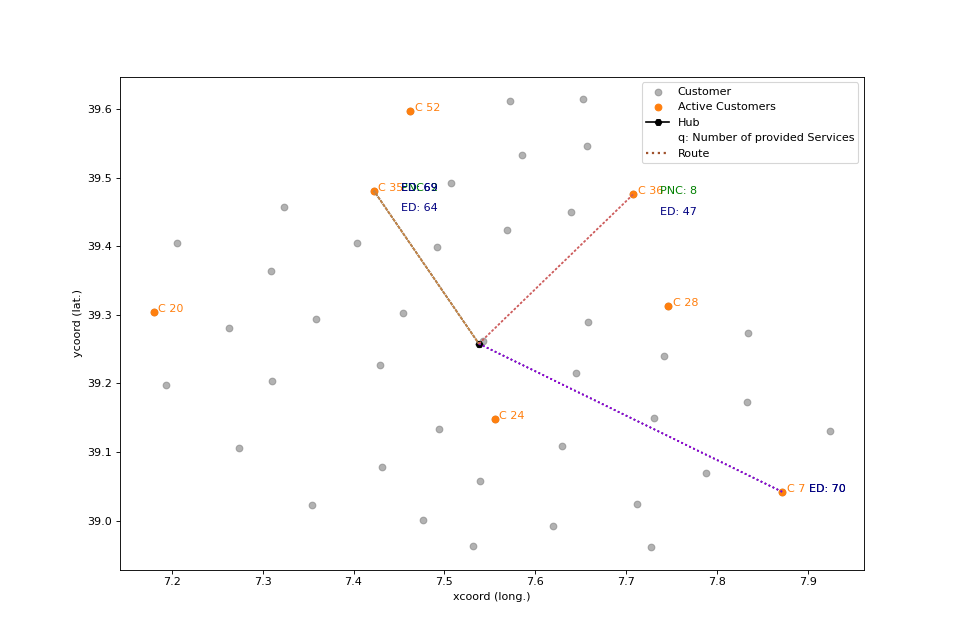 Customer
Active Customers
Hub
q: Number of provided Services
Route
C 52
C 35
ED: 69
ED: 64
C 36
PNC: 8
ED: 47
C 20
C 28
C 24
C 7
ED: 70
39.6
39.5
39.4
39.3
39.2
39.1
39.0
ycoord (lat.)
7.2 7.3 7.4 7.5 7.6 7.7 7.8 7.9
xcoord (long.)